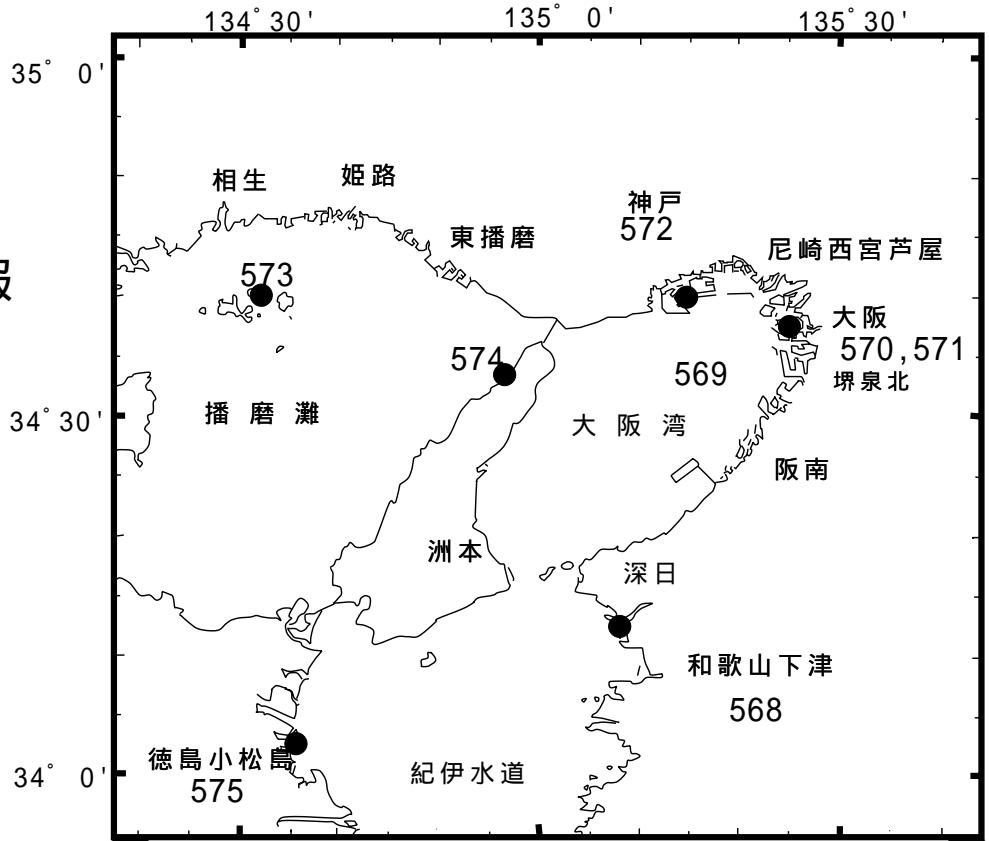 134°30' 135°0' 135°30'
35°0'
相生
姫路
神戸
572
東播磨
尼崎西宮芦屋
報
573
大阪
570,571
574
569
堺泉北
34°30'
播磨灘
大阪湾
阪南
洲本
深日
和歌山下津
568
徳島小松島
575
紀伊水道
34°0'